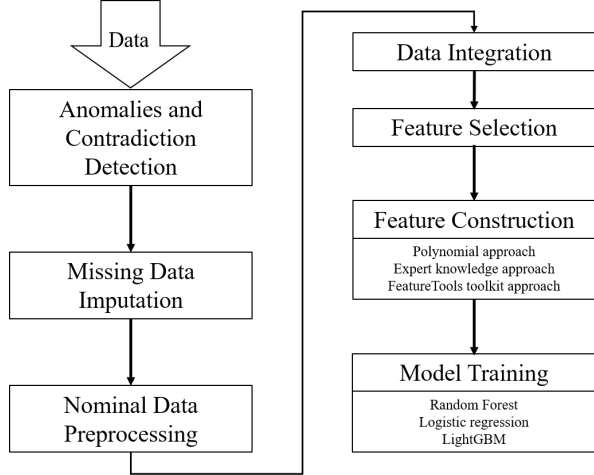 Data
Anomalies and
Contradiction
Detection
Missing Data
Imputation
Nominal Data
Preprocessing
Data Integration
Feature Selection
Feature Construction
Polynomial approach
Expert knowledge approach
FeatureTools toolkit approach
Model Training
Random Forest
Logistic regression
LightGBM